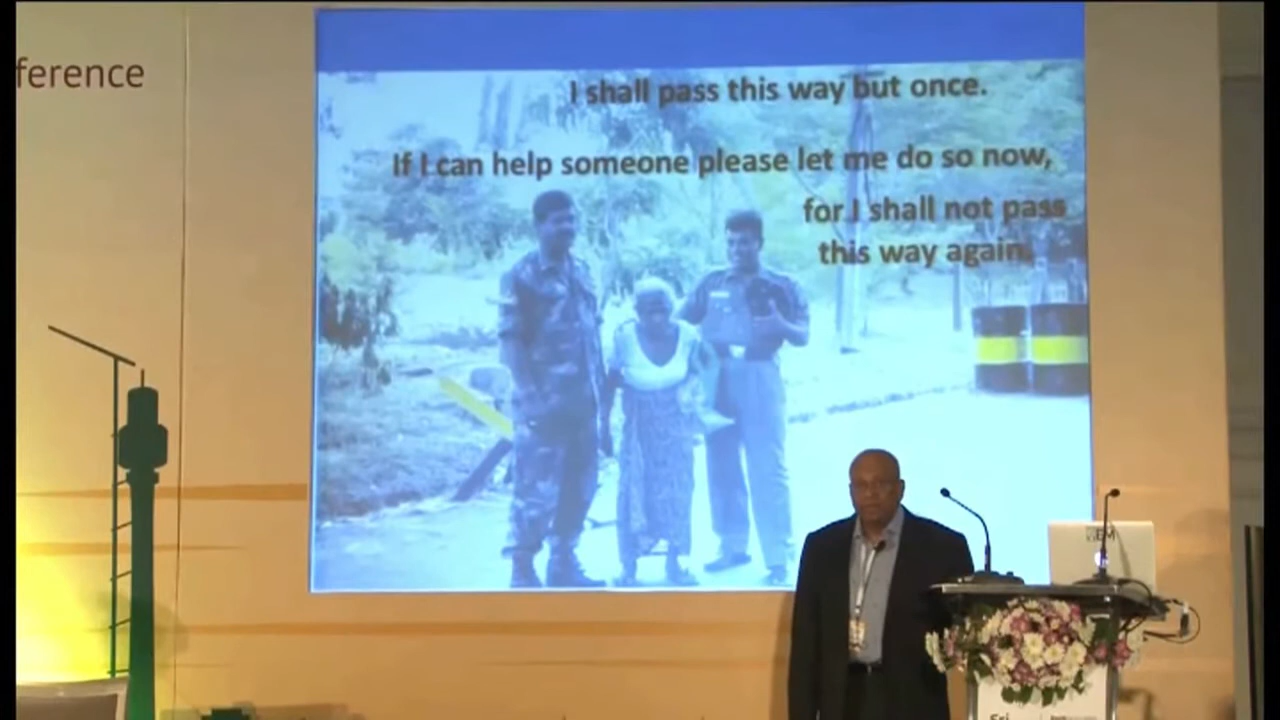 ference
I shall pass this way but once.
If I can help someone please let me do so now,
for I shall not pass
this way again.
Sri